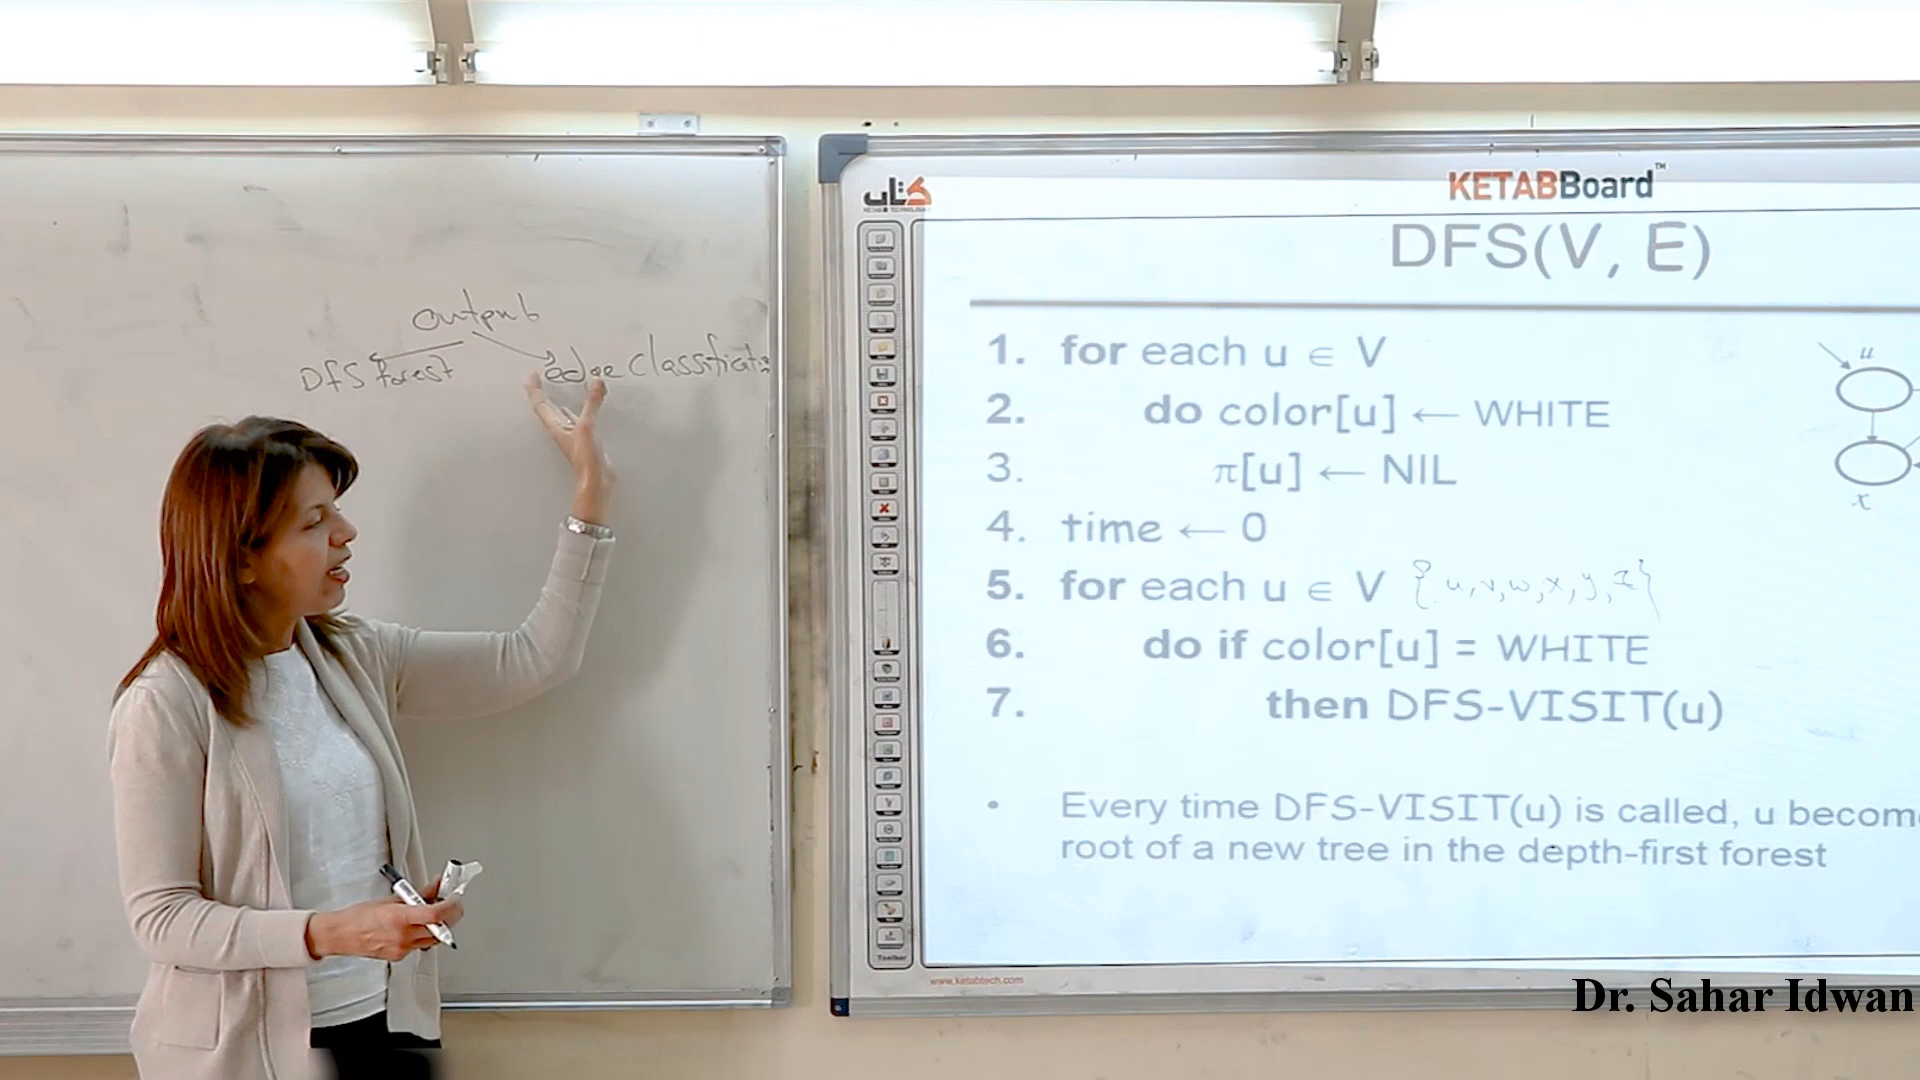 output
DFS forest
edge
كتاب
KETABBoard™
DFS(V, E)
1. for each u ∈ V
2. do color[u] ← WHITE
3. π[u] ← NIL
4. time ← 0
5. for each u ∈ V {u,v,w,x,y,z}
6. do if color[u] = WHITE
7. then DFS-VISIT(u)
• Every time DFS-VISIT(u) is called, u
root of a new tree in the depth-first forest
u
x
Toolbar
www.ketabtech.com
Dr. Sahar Idwan